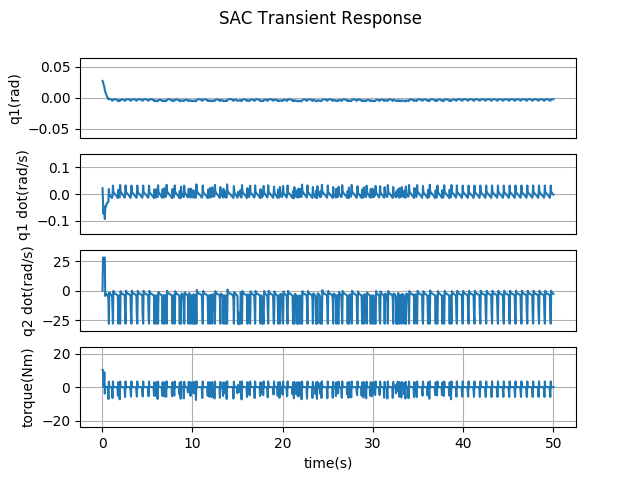 SAC Transient Response
q1(rad)
0.05
0.00
−0.05
q1 dot(rad/s)
0.1
0.0
−0.1
q2 dot(rad/s)
25
0
−25
torque(Nm)
20
0
−20
0 10 20 30 40 50
time(s)